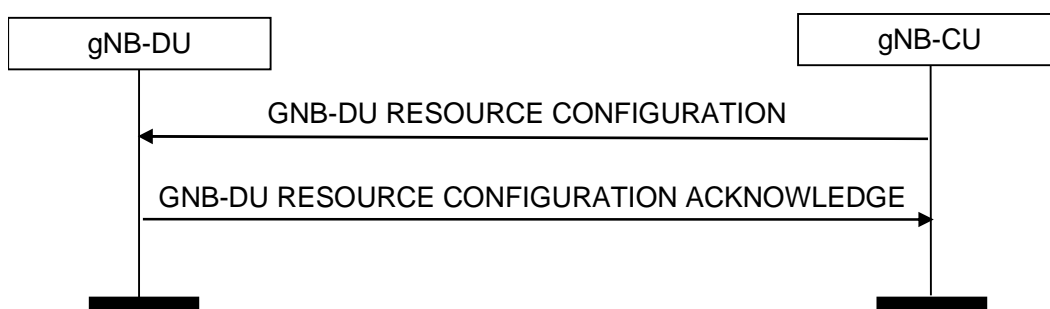 gNB-DU
gNB-CU
GNB-DU RESOURCE CONFIGURATION
GNB-DU RESOURCE CONFIGURATION ACKNOWLEDGE